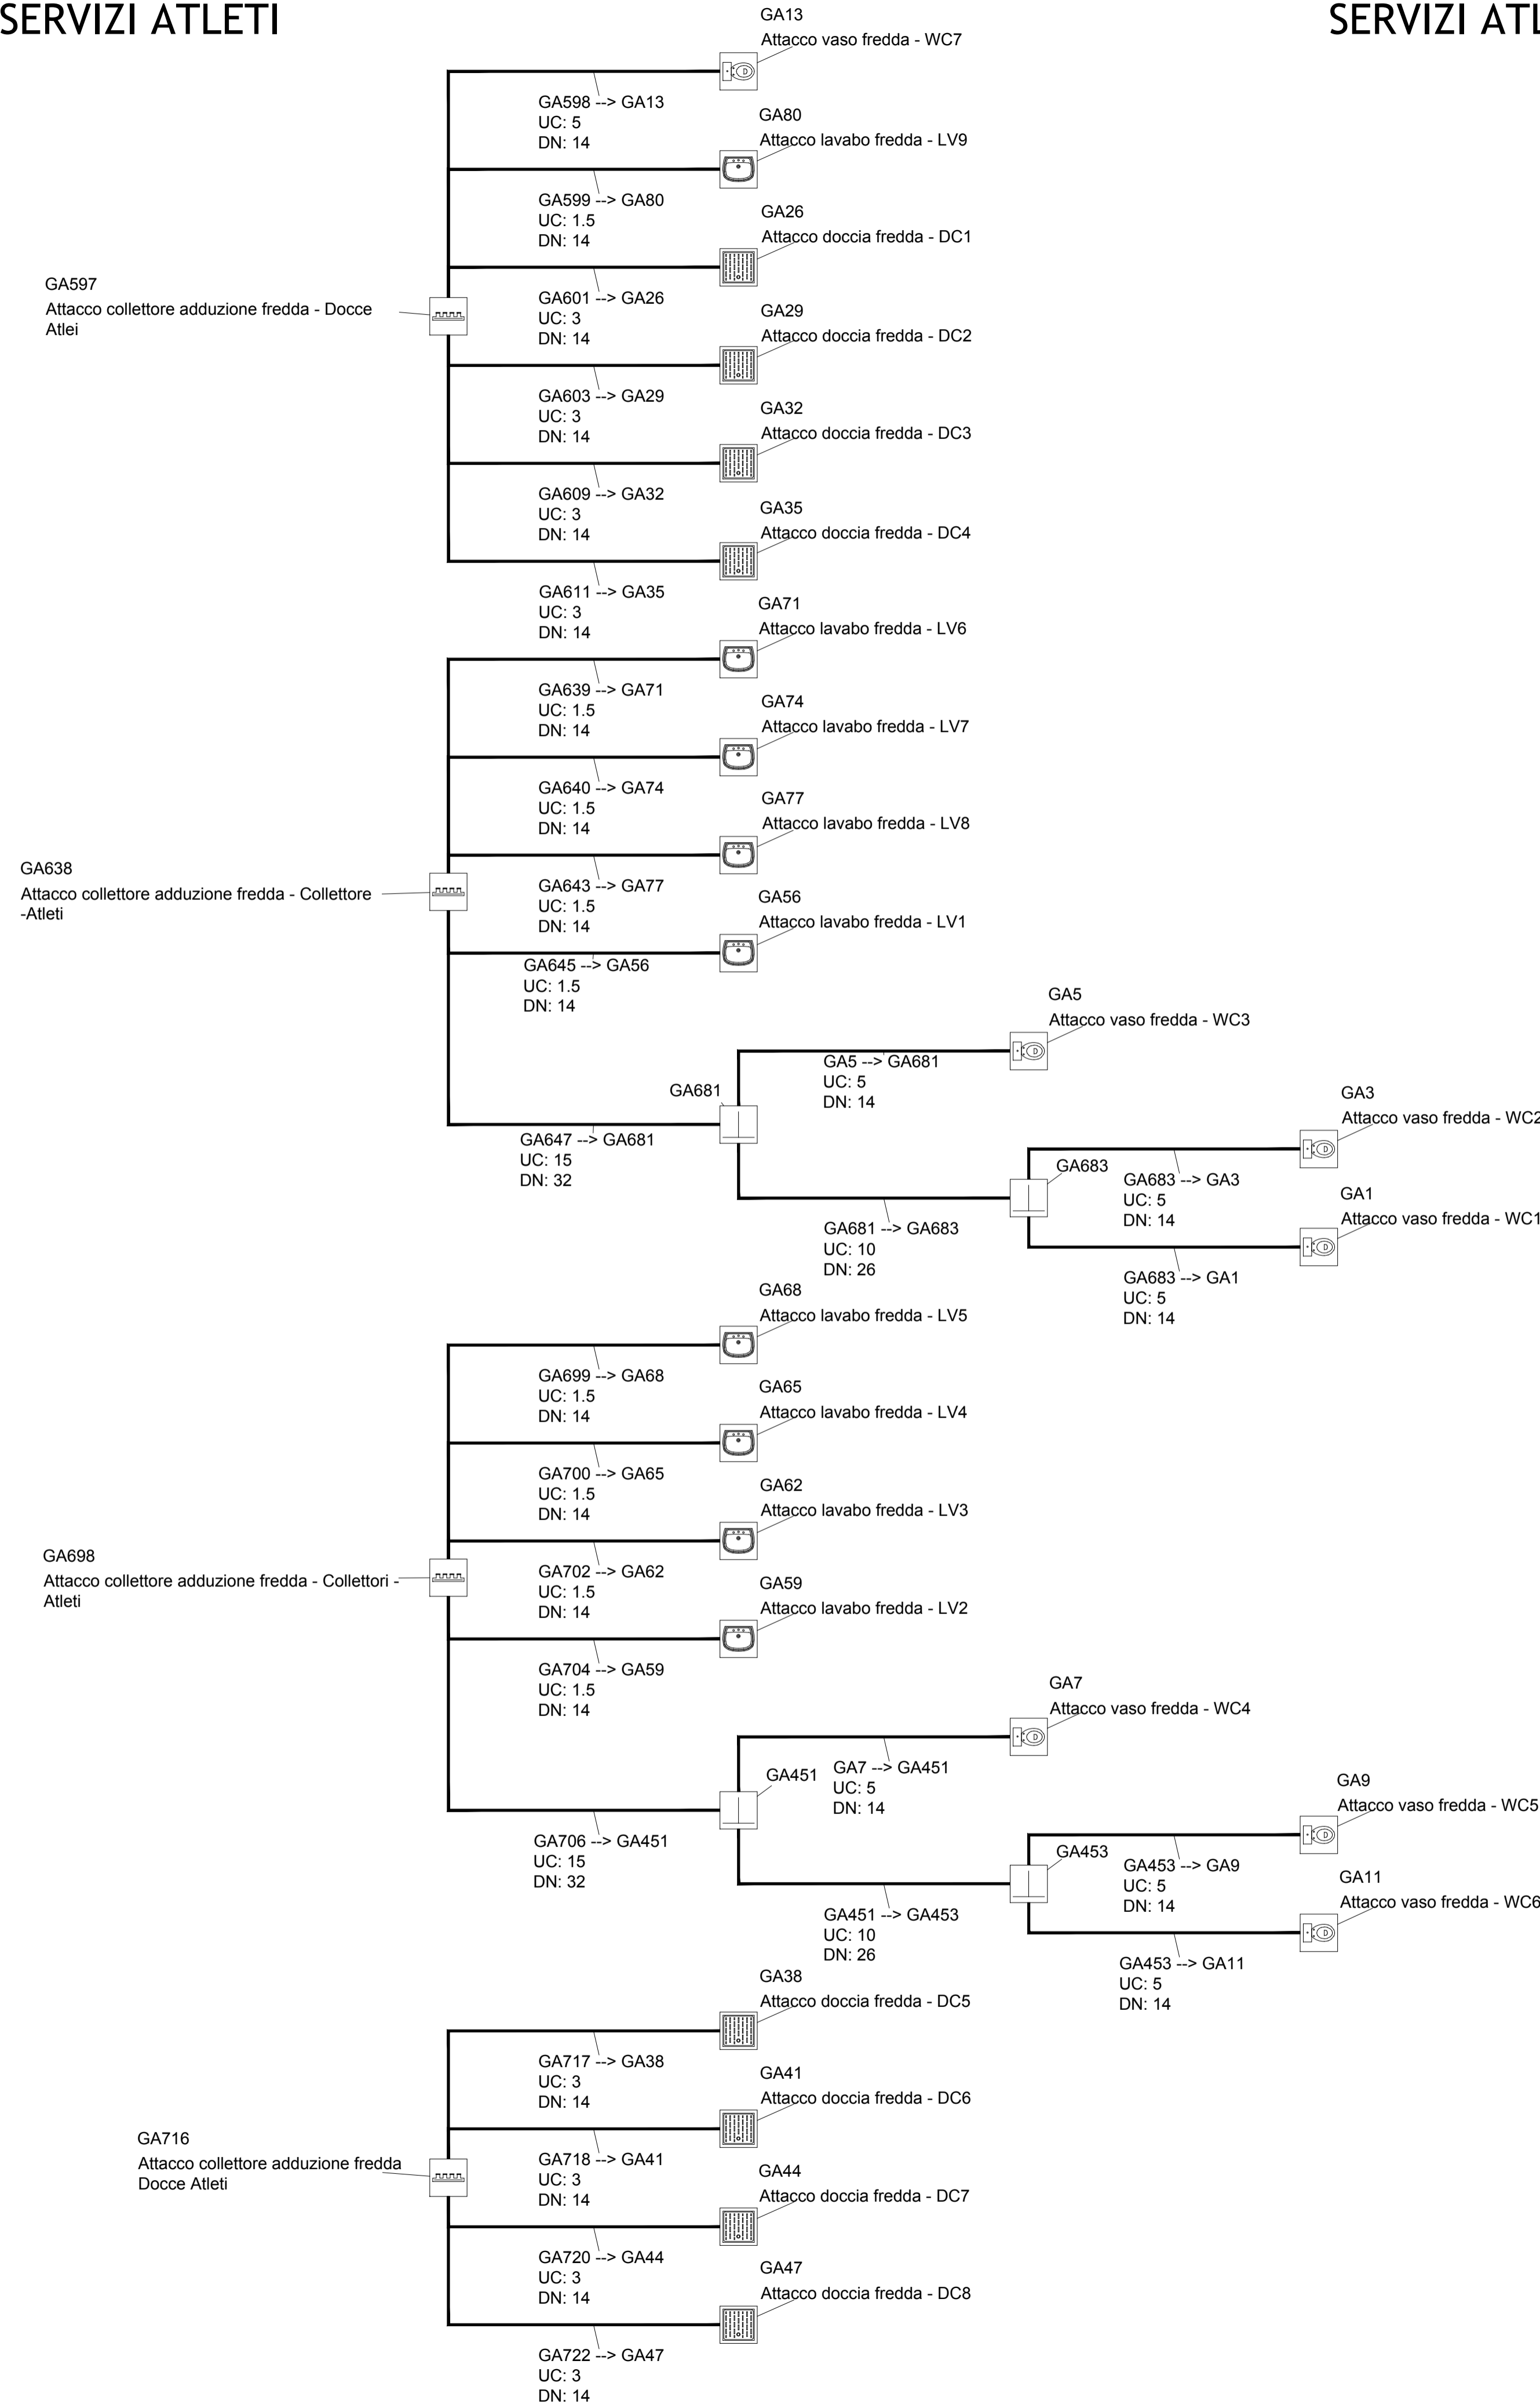 SERVIZI ATLETI
SERVIZI ATL
GA13
Attacco vaso fredda - WC7
GA598 --> GA13
UC: 5
DN: 14
GA80
Attacco lavabo fredda - LV9
GA599 --> GA80
UC: 1.5
DN: 14
GA26
Attacco doccia fredda - DC1
GA597
Attacco collettore adduzione fredda - Docce
Atlei
GA601 --> GA26
UC: 3
DN: 14
GA29
Attacco doccia fredda - DC2
GA603 --> GA29
UC: 3
DN: 14
GA32
Attacco doccia fredda - DC3
GA609 --> GA32
UC: 3
DN: 14
GA35
Attacco doccia fredda - DC4
GA611 --> GA35
UC: 3
DN: 14
GA71
Attacco lavabo fredda - LV6
GA639 --> GA71
UC: 1.5
DN: 14
GA74
Attacco lavabo fredda - LV7
GA640 --> GA74
UC: 1.5
DN: 14
GA77
Attacco lavabo fredda - LV8
GA638
Attacco collettore adduzione fredda - Collettore
-Atleti
GA643 --> GA77
UC: 1.5
DN: 14
GA56
Attacco lavabo fredda - LV1
GA645 --> GA56
UC: 1.5
DN: 14
GA5
Attacco vaso fredda - WC3
GA5 --> GA681
UC: 5
DN: 14
GA681
GA647 --> GA681
UC: 15
DN: 32
GA3
Attacco vaso fredda - WC2
GA683
GA683 --> GA3
UC: 5
DN: 14
GA1
Attacco vaso fredda - WC1
GA681 --> GA683
UC: 10
DN: 26
GA683 --> GA1
UC: 5
DN: 14
GA68
Attacco lavabo fredda - LV5
GA699 --> GA68
UC: 1.5
DN: 14
GA65
Attacco lavabo fredda - LV4
GA700 --> GA65
UC: 1.5
DN: 14
GA62
Attacco lavabo fredda - LV3
GA698
Attacco collettore adduzione fredda - Collettori -
Atleti
GA702 --> GA62
UC: 1.5
DN: 14
GA59
Attacco lavabo fredda - LV2
GA704 --> GA59
UC: 1.5
DN: 14
GA7
Attacco vaso fredda - WC4
GA451
GA7 --> GA451
UC: 5
DN: 14
GA706 --> GA451
UC: 15
DN: 32
GA9
Attacco vaso fredda - WC5
GA453
GA453 --> GA9
UC: 5
DN: 14
GA11
Attacco vaso fredda - WC6
GA451 --> GA453
UC: 10
DN: 26
GA453 --> GA11
UC: 5
DN: 14
GA38
Attacco doccia fredda - DC5
GA717 --> GA38
UC: 3
DN: 14
GA41
Attacco doccia fredda - DC6
GA716
Attacco collettore adduzione fredda
Docce Atleti
GA718 --> GA41
UC: 3
DN: 14
GA44
Attacco doccia fredda - DC7
GA720 --> GA44
UC: 3
DN: 14
GA47
Attacco doccia fredda - DC8
GA722 --> GA47
UC: 3
DN: 14